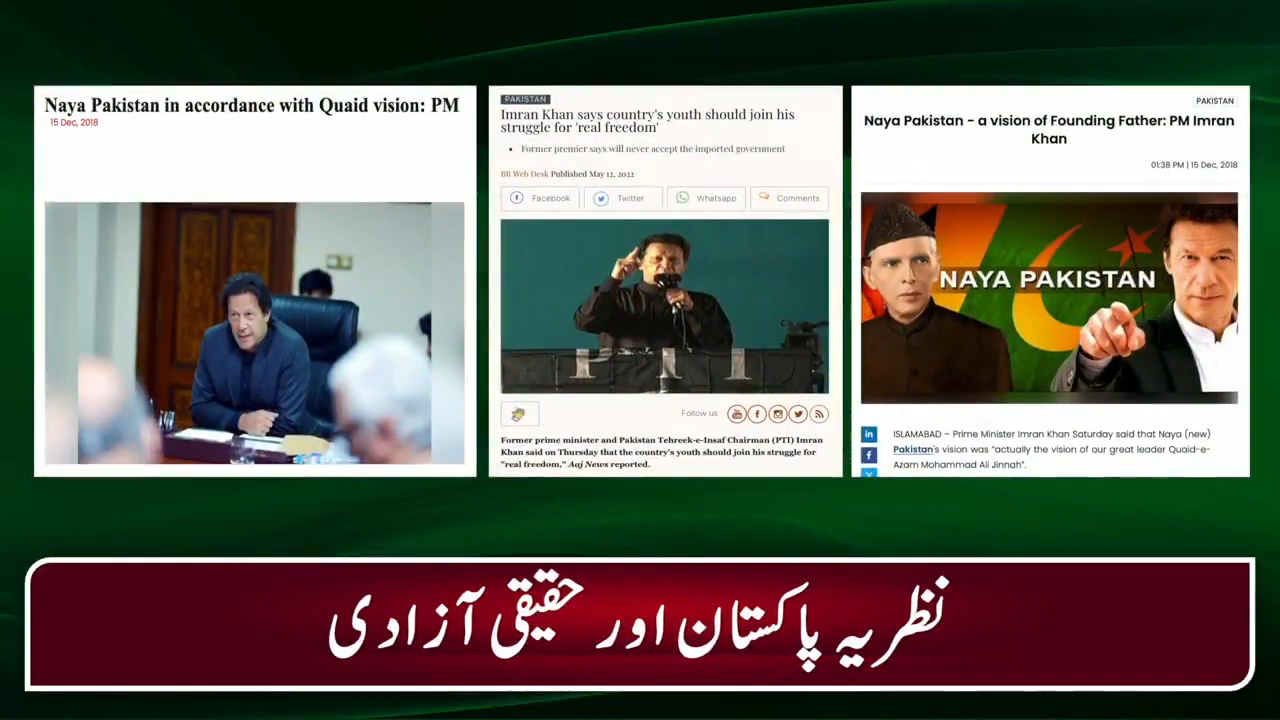 Naya Pakistan in accordance with Quaid vision: PM
15 Dec, 2018
PAKISTAN
Imran Khan says country's youth should join his
struggle for 'real freedom'
Former premier says will never accept the imported government
BR Web Desk Published May 12, 2022
Facebook
Twitter
Whatsapp
Comments
Follow us
Former prime minister and Pakistan Tehreek-e-Insaf Chairman (PTI) Imran
Khan said on Thursday that the country's youth should join his struggle for
"real freedom," Aaj News reported.
PAKISTAN
Naya Pakistan - a vision of Founding Father: PM Imran
Khan
01:38 PM | 15 Dec, 2018
NAYA PAKISTAN
ISLAMABAD – Prime Minister Imran Khan Saturday said that Naya (new)
Pakistan's vision was "actually the vision of our great leader Quaid-e-
Azam Mohammad Ali Jinnah".
نظریہ پاکستان اور حقیقی آزادی